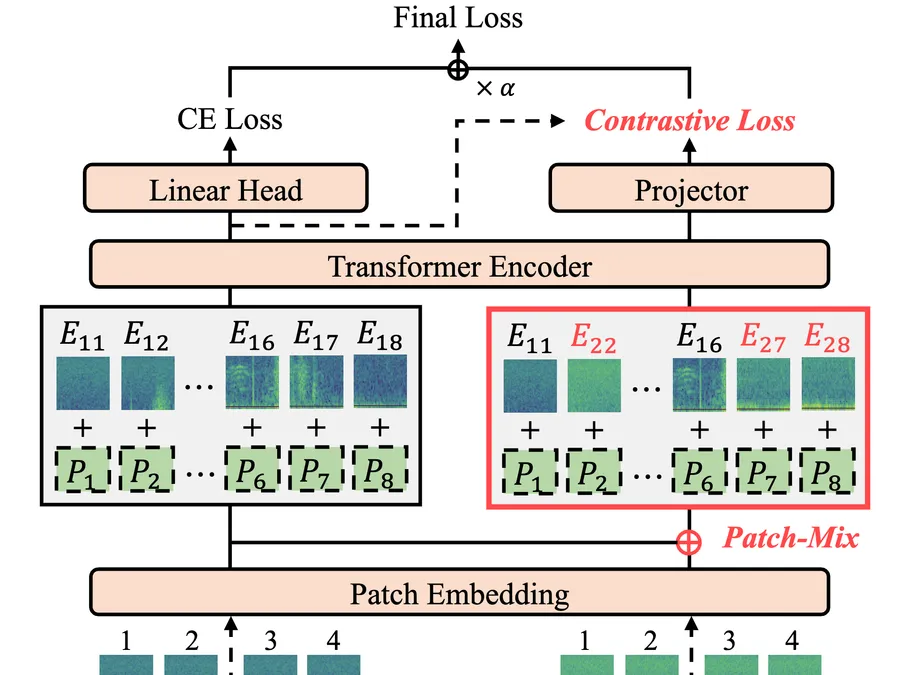 Final Loss
× α
CE Loss
Contrastive Loss
Linear Head
Projector
Transformer Encoder
E11 E12 E16 E17 E18
... 
+ + + + +
P1 P2 ... P6 P7 P8
E11 E22 E16 E27 E28
...
+ + + + +
P1 P2 ... P6 P7 P8
Patch-Mix
Patch Embedding
1 2 3 4
1 2 3 4